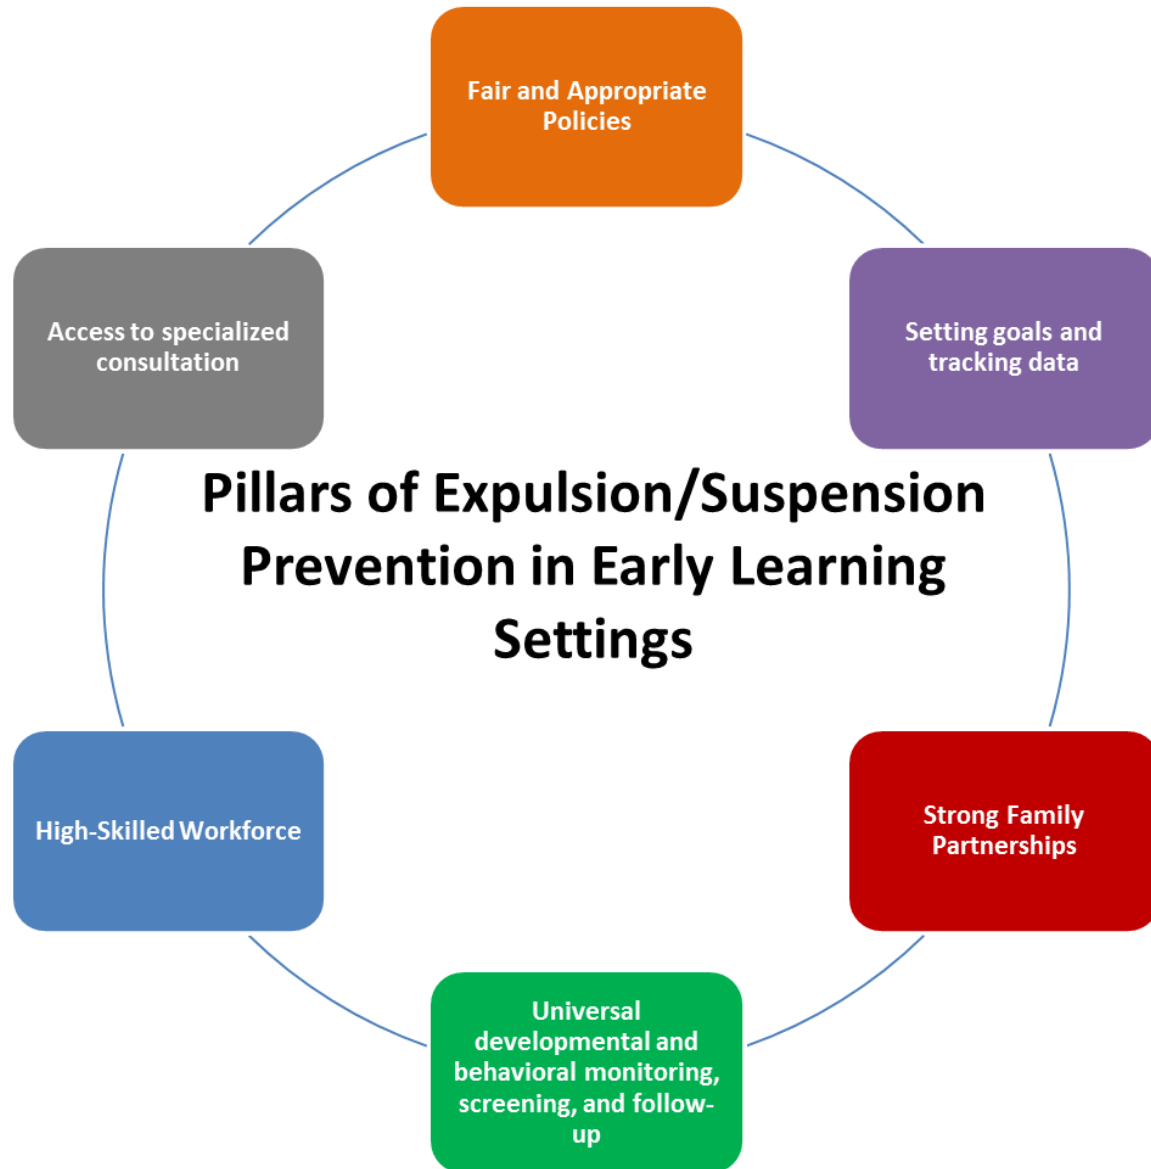 Fair and Appropriate
Policies
Setting goals and
tracking data
Strong Family
Partnerships
Universal
developmental and
behavioral monitoring,
screening, and follow-
up
High-Skilled Workforce
Access to specialized
consultation
Pillars of Expulsion/Suspension
Prevention in Early Learning
Settings